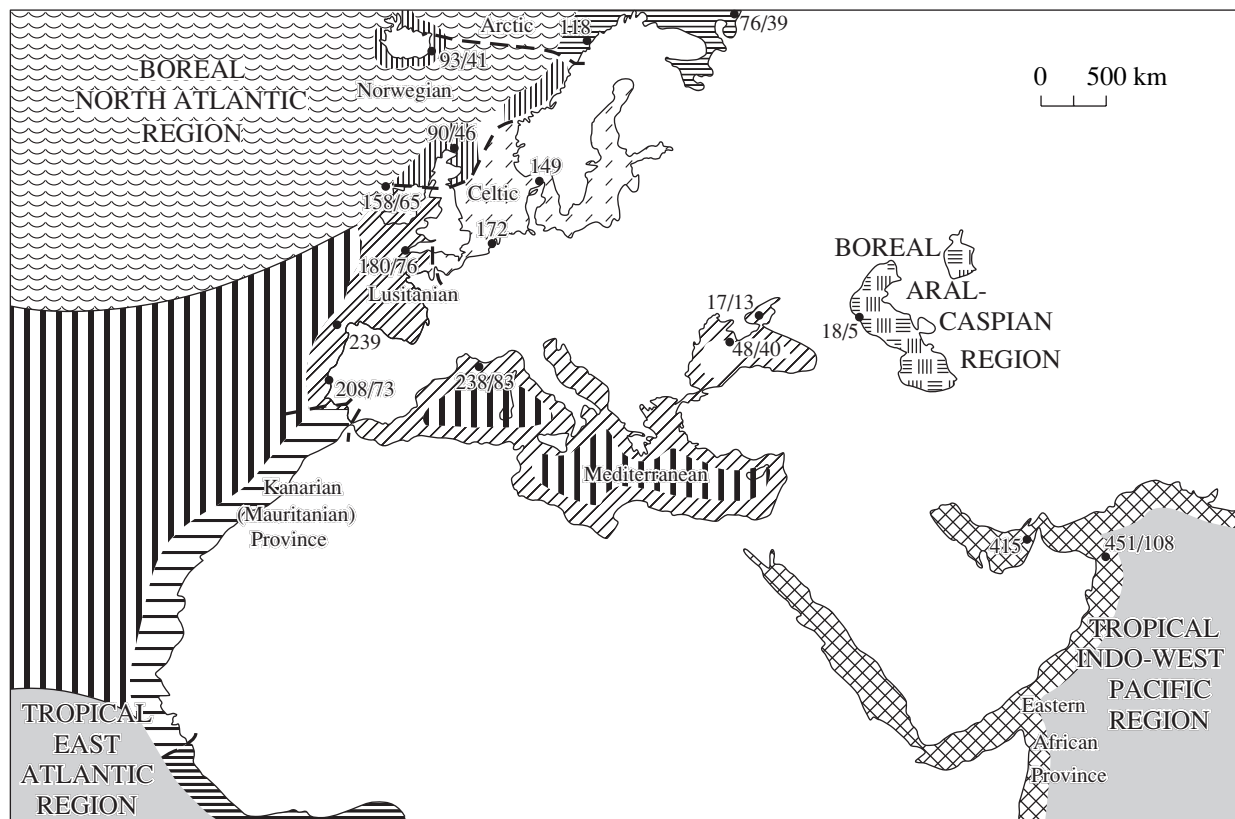 Arctic
118
76/39
93/41
BOREAL
NORTH ATLANTIC
REGION
Norwegian
0 500 km
90/46
149
158/65
Celtic
172
180/76
Lusitanian
BOREAL
ARAL-
CASPIAN
REGION
17/13
18/5
48/40
239
208/73
238/83
Mediterranean
Kanarian
(Mauritanian)
Province
415
451/108
TROPICAL
INDO-WEST
PACIFIC
REGION
Eastern
African
Province
TROPICAL
EAST
ATLANTIC
REGION